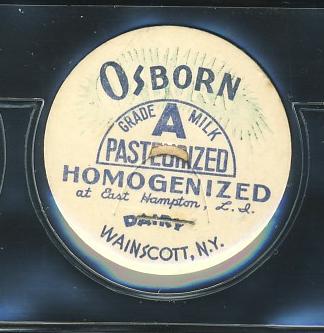 OSBORN
GRADE A MILK
PASTEURIZED
HOMOGENIZED
at East Hampton, L.I.
DAIRY
WAINSCOTT, N.Y.